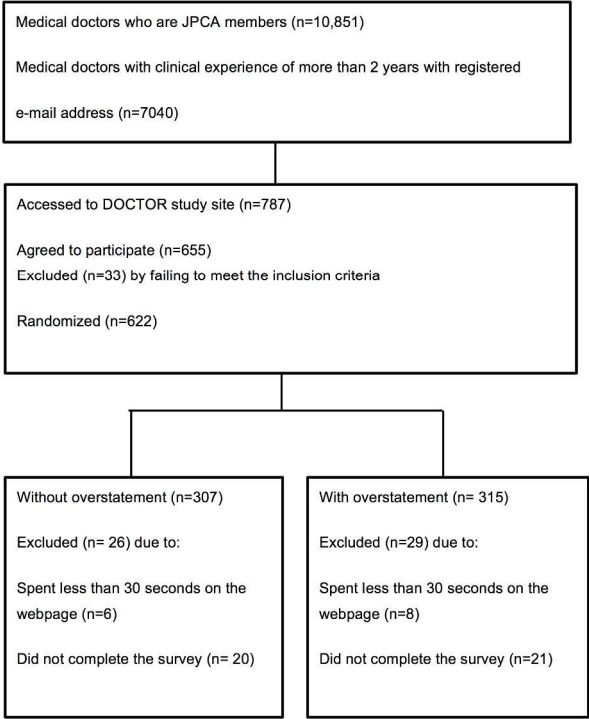 Medical doctors who are JPCA members (n=10,851)
Medical doctors with clinical experience of more than 2 years with registered
e-mail address (n=7040)
Accessed to DOCTOR study site (n=787)
Agreed to participate (n=655)
Excluded (n=33) by failing to meet the inclusion criteria
Randomized (n=622)
Without overstatement (n=307)
Excluded (n= 26) due to:
Spent less than 30 seconds on the
webpage (n=6)
Did not complete the survey (n= 20)
With overstatement (n= 315)
Excluded (n=29) due to:
Spent less than 30 seconds on the
webpage (n=8)
Did not complete the survey (n=21)